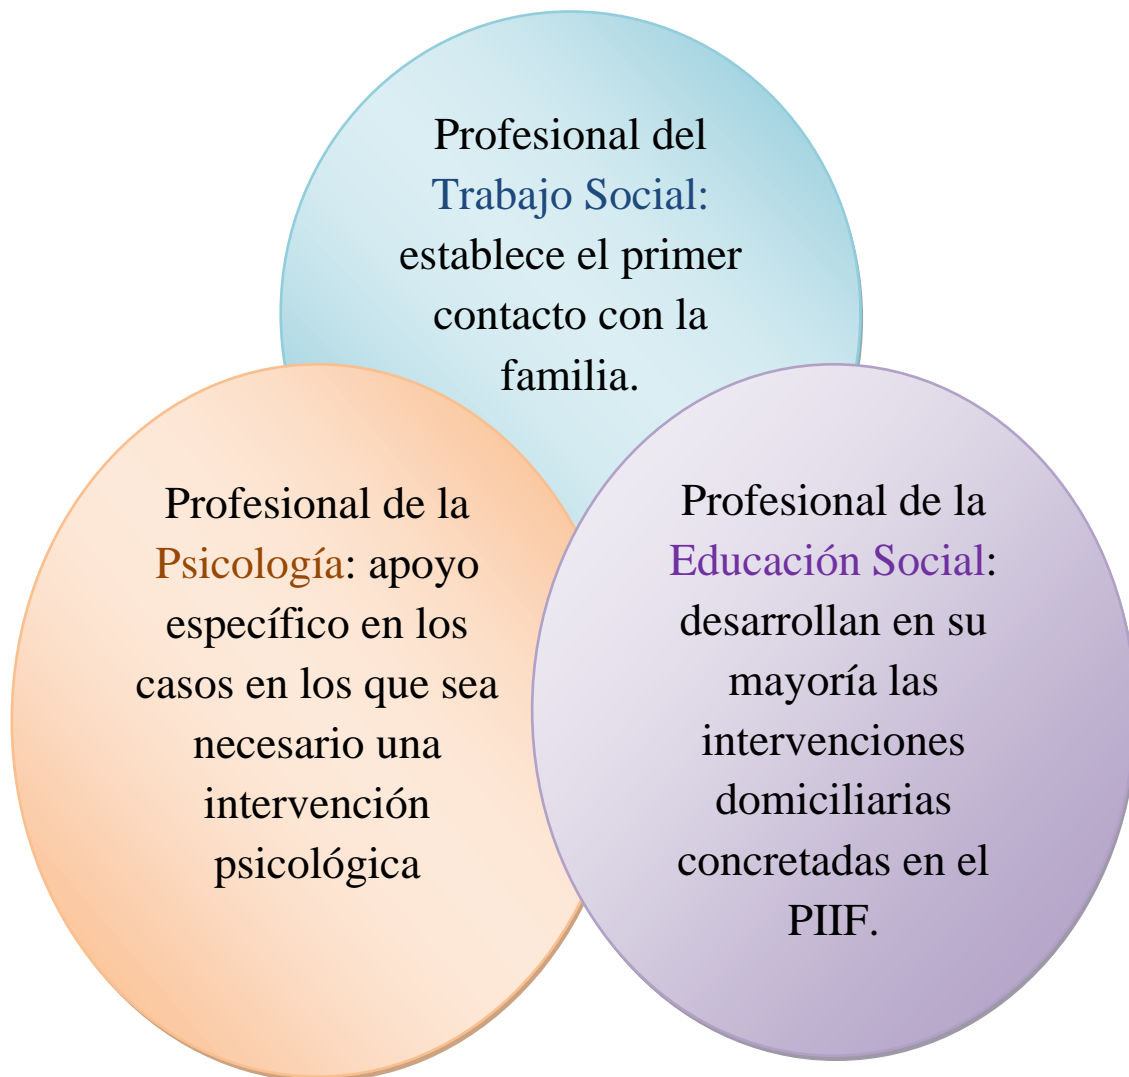 Profesional del
Trabajo Social:
establece el primer
contacto con la
familia.
Profesional de la
Psicología: apoyo
específico en los
casos en los que sea
necesario una
intervención
psicológica
Profesional de la
Educación Social:
desarrollan en su
mayoría las
intervenciones
domiciliarias
concretadas en el
PIIF.